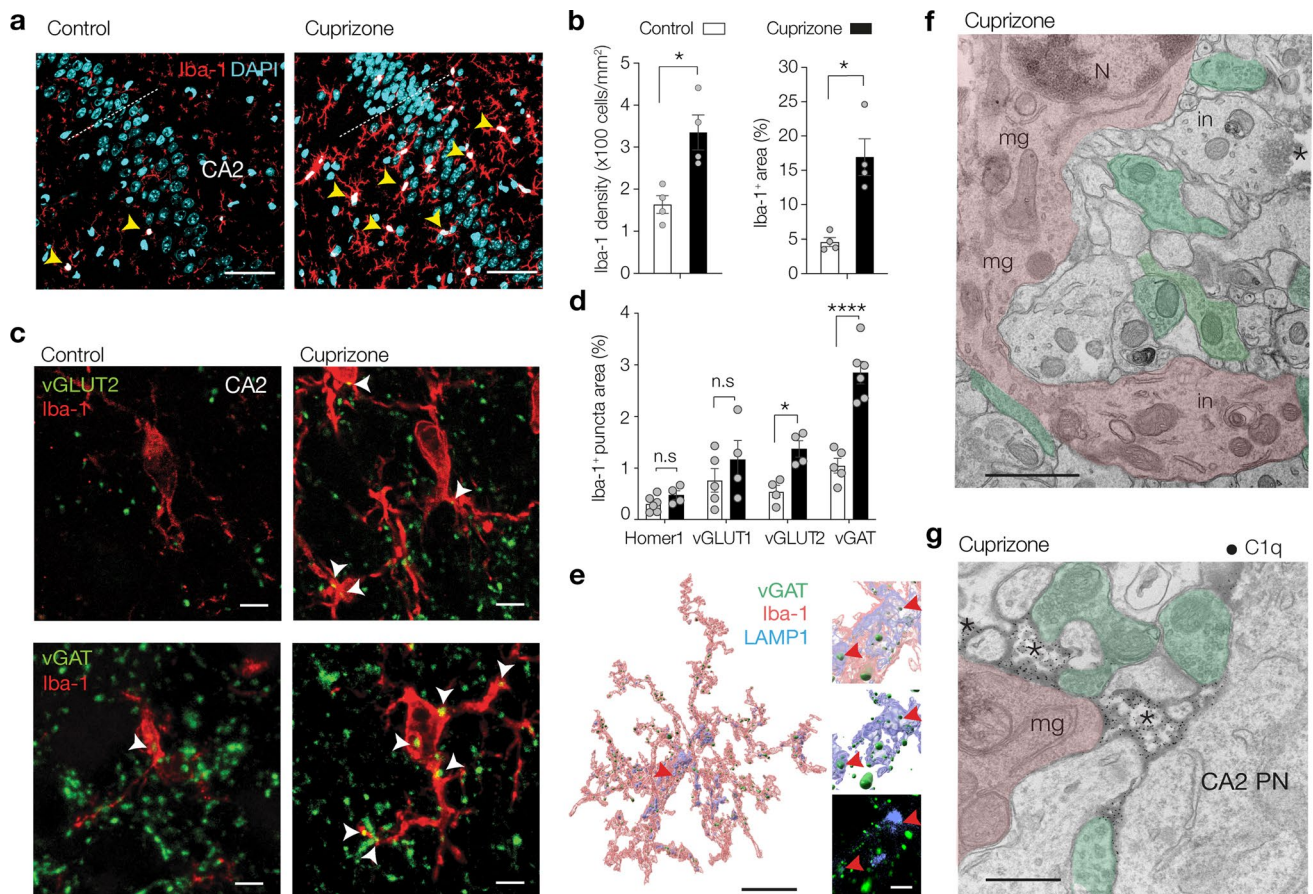 a
Control
Cuprizone
Iba-1 DAPI
CA2
b
Control
Cuprizone
Iba-1 density (x100 cells/mm²)
5
4
3
2
1
0
*
Iba-1⁺ area (%)
30
25
20
15
10
5
0
*
c
Control
Cuprizone
vGLUT2
Iba-1
CA2
vGAT
Iba-1
d
Iba-1⁺ puncta area (%)
4
3
2
1
0
n.s
n.s
*
****
Homer1
vGLUT1
vGLUT2
vGAT
e
vGAT
Iba-1
LAMP1
f
Cuprizone
N
mg
in
*
mg
in
g
Cuprizone
C1q
*
*
*
mg
CA2 PN